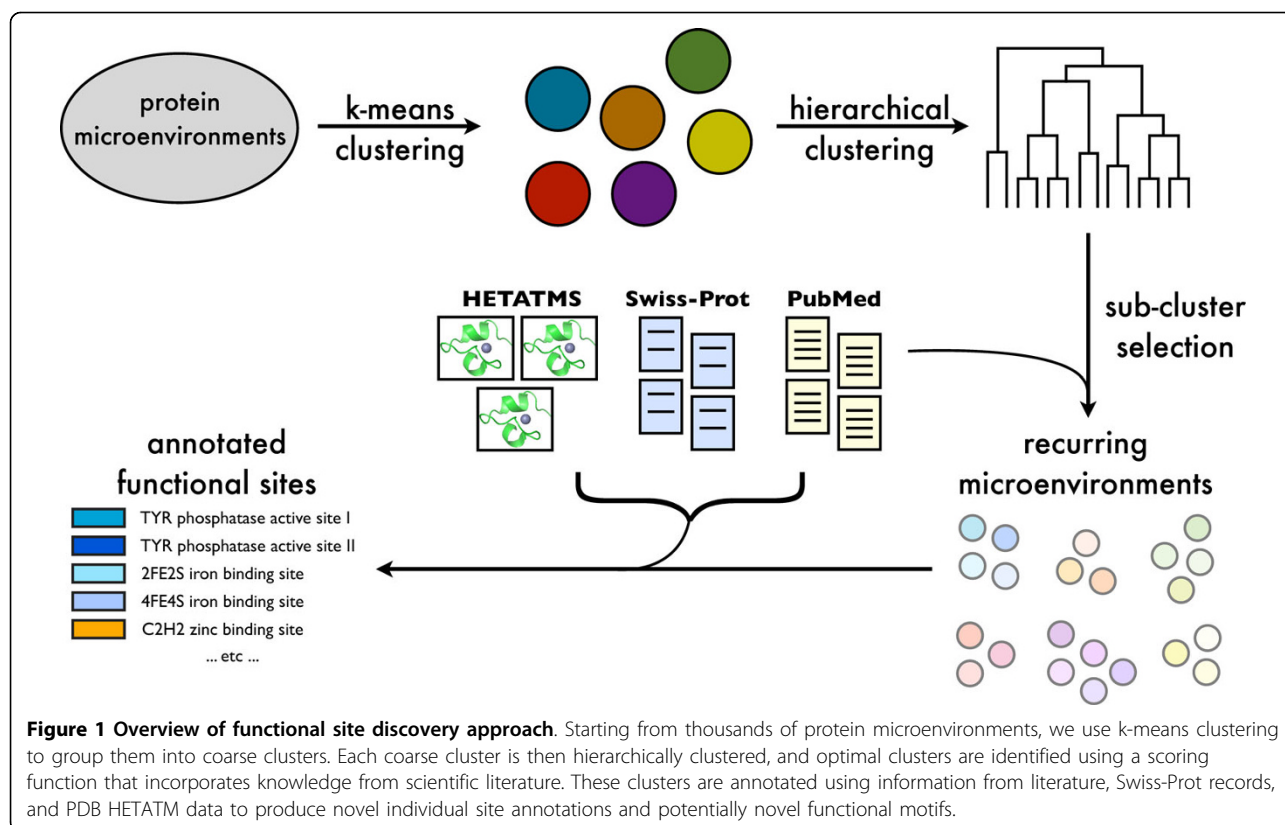 protein
microenvironments
k-means
clustering
hierarchical
clustering
HETATMS
Swiss-Prot
PubMed
sub-cluster
selection
annotated
functional sites
recurring
microenvironments
TYR phosphatase active site I
TYR phosphatase active site II
2FE2S iron binding site
4FE4S iron binding site
C2H2 zinc binding site
... etc ...
Figure 1 Overview of functional site discovery approach. Starting from thousands of protein microenvironments, we use k-means clustering
to group them into coarse clusters. Each coarse cluster is then hierarchically clustered, and optimal clusters are identified using a scoring
function that incorporates knowledge from scientific literature. These clusters are annotated using information from literature, Swiss-Prot records,
and PDB HETATM data to produce novel individual site annotations and potentially novel functional motifs.